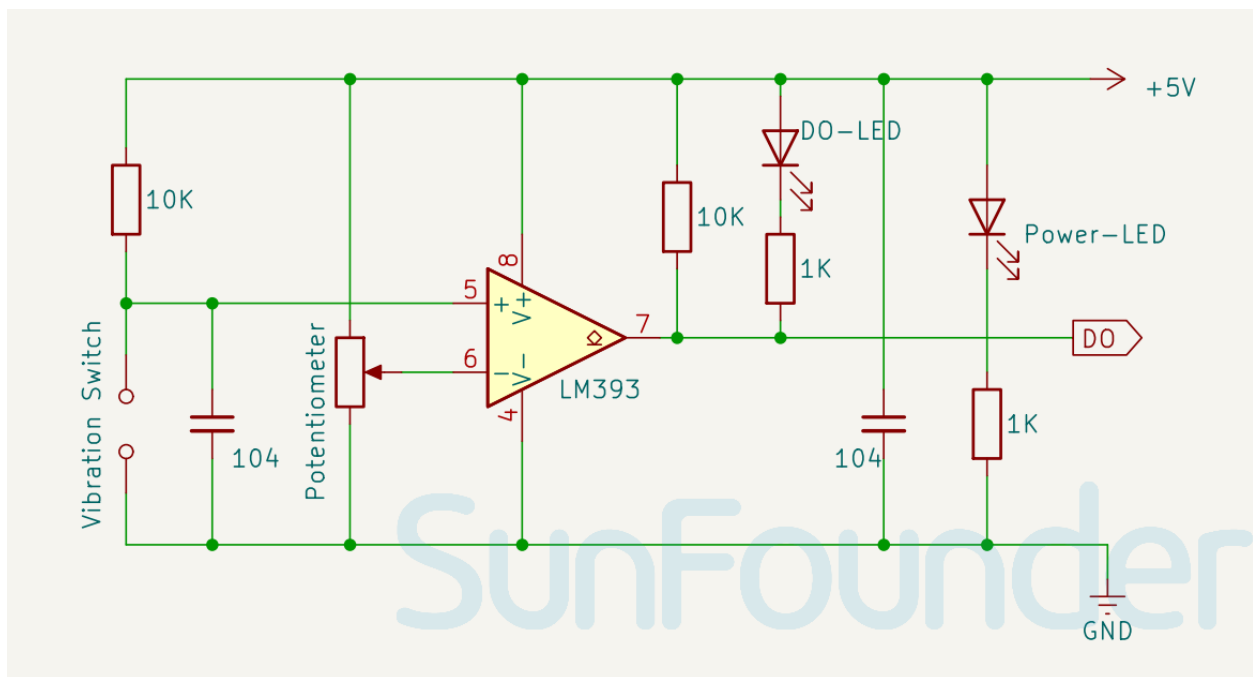 +5V
DO-LED
10K
10K
Power-LED
1K
8
V+
5
+
7
DO
6
-
V-
LM393
4
Vibration Switch
104
Potentiometer
104
1K
SunFounder
GND